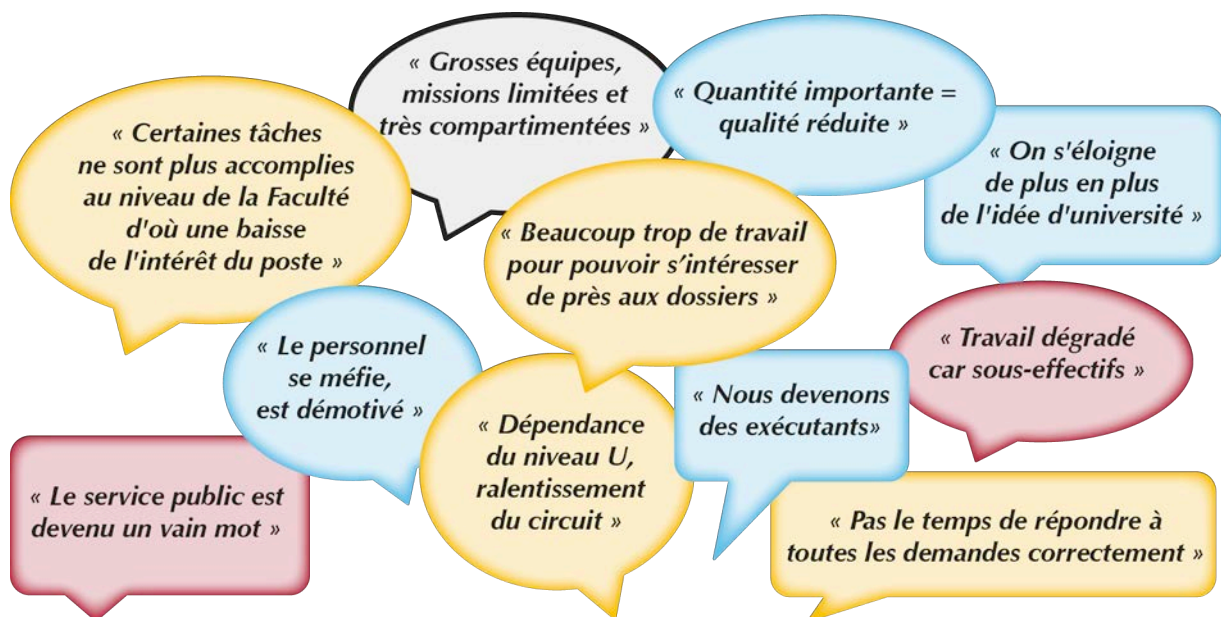 « Grosses équipes,
missions limitées et
très compartimentées »
« Quantité importante =
qualité réduite »
« Certaines tâches
ne sont plus accomplies
au niveau de la Faculté
d'où une baisse
de l'intérêt du poste »
« On s'éloigne
de plus en plus
de l'idée d'université »
« Beaucoup trop de travail
pour pouvoir s’intéresser
de près aux dossiers »
« Le personnel
se méfie,
est démotivé »
« Travail dégradé
car sous-effectifs »
« Nous devenons
des exécutants»
« Dépendance
du niveau U,
ralentissement
du circuit »
« Le service public est
devenu un vain mot »
« Pas le temps de répondre à
toutes les demandes correctement »